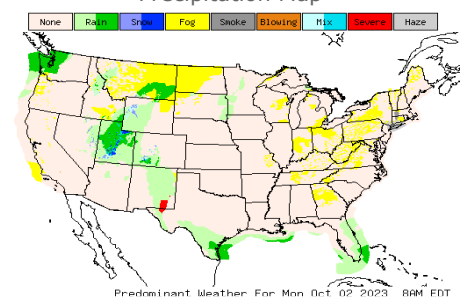 Precipitation Map
None Rain Snow Fog Smoke Blowing Mix Severe Haze
Predominant Weather For Mon Oct 02 2023 8AM EDT